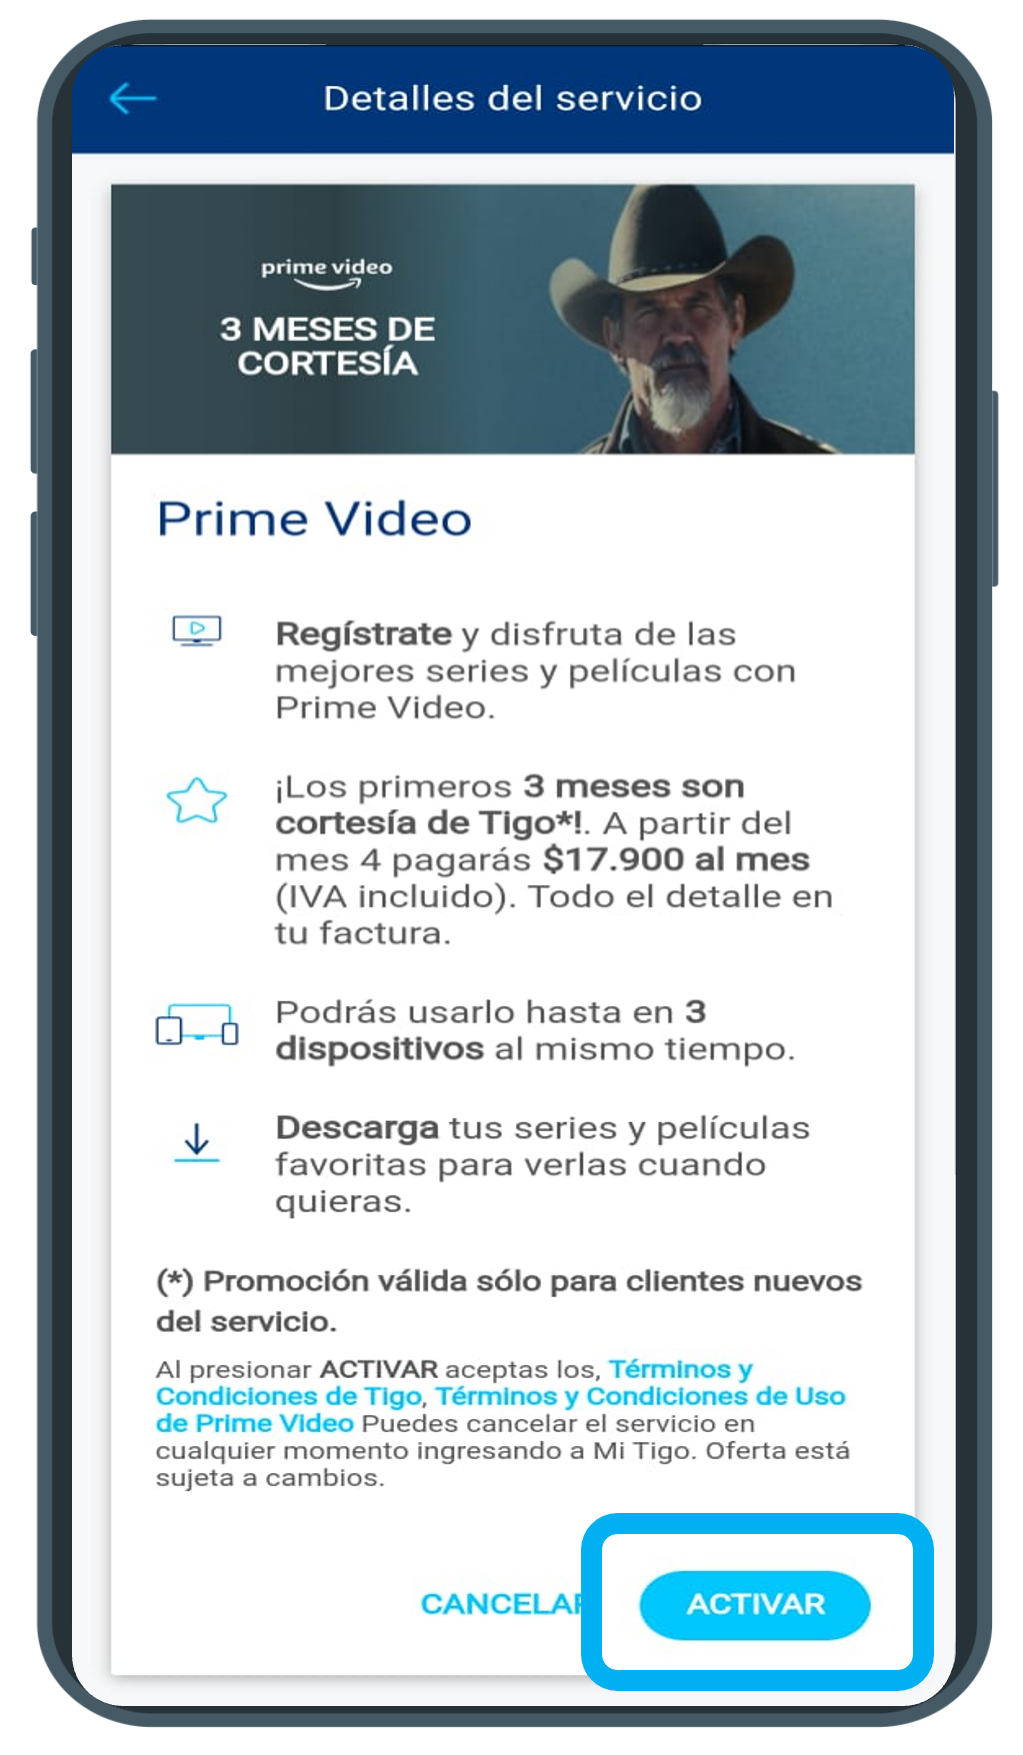 Detalles del servicio
prime video
3 MESES DE
CORTESÍA
Prime Video
Regístrate y disfruta de las
mejores series y películas con
Prime Video.
¡Los primeros 3 meses son
cortesía de Tigo*!. A partir del
mes 4 pagarás $17.900 al mes
(IVA incluido). Todo el detalle en
tu factura.
Podrás usarlo hasta en 3
dispositivos al mismo tiempo.
Descarga tus series y películas
favoritas para verlas cuando
quieras.
(*) Promoción válida sólo para clientes nuevos
del servicio.
Al presionar ACTIVAR aceptas los, Términos y
Condiciones de Tigo, Términos y Condiciones de Uso
de Prime Video Puedes cancelar el servicio en
cualquier momento ingresando a Mi Tigo. Oferta está
sujeta a cambios.
CANCELAR ACTIVAR